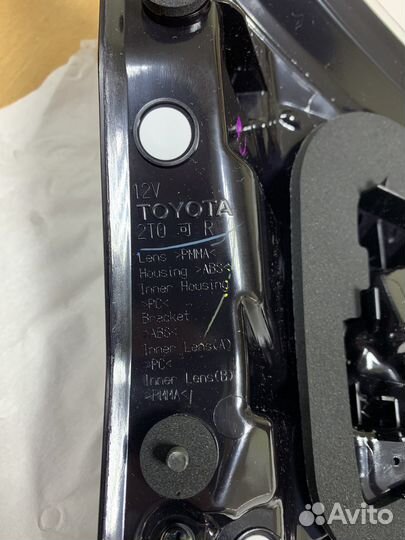 12V
TOYOTA
2TO 可 R
Lens >PMMA<
Housing >ABS<
Inner Housing
>PC<
Bracket
>ABS<
Inner Lens(A)
>PC<
Inner Lens(B)
>PMMA</
Avito